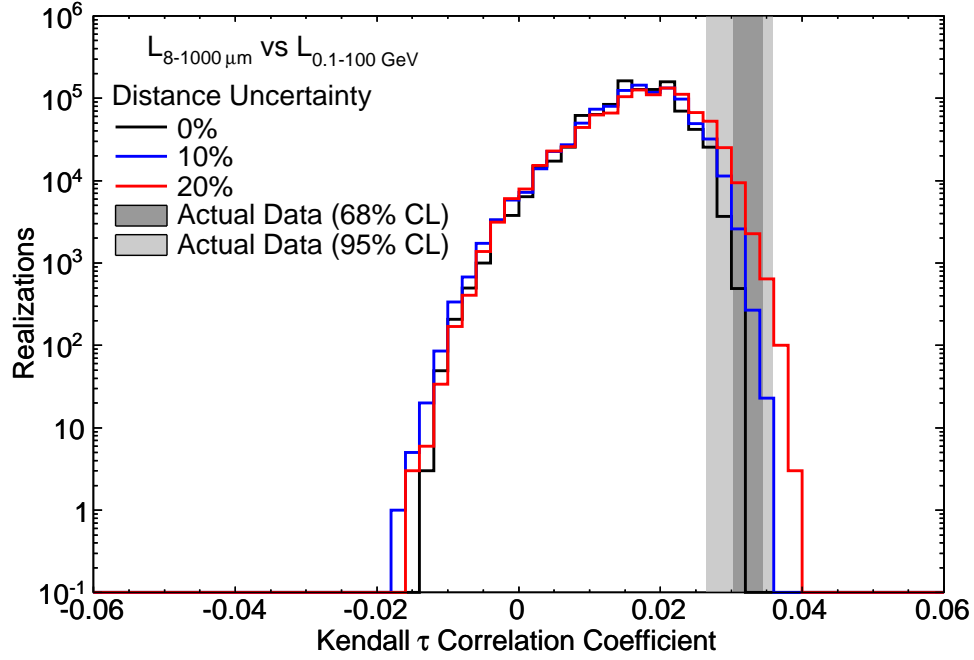 L8-1000 μm vs L0.1-100 GeV
Distance Uncertainty
0%
10%
20%
Actual Data (68% CL)
Actual Data (95% CL)
Realizations
10^6
10^5
10^4
10^3
10^2
10
1
10^-1
-0.06 -0.04 -0.02 0 0.02 0.04 0.06
Kendall τ Correlation Coefficient